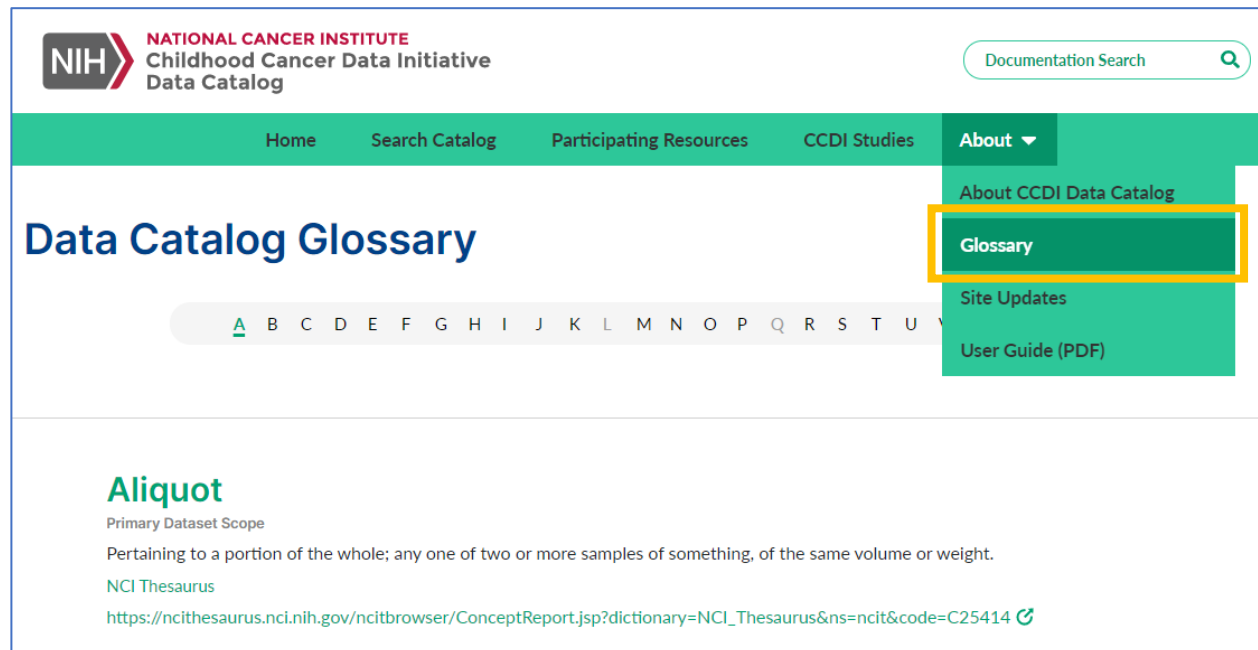 NIH
NATIONAL CANCER INSTITUTE
Childhood Cancer Data Initiative
Data Catalog
Documentation Search
Home Search Catalog Participating Resources CCDI Studies About
About CCDI Data Catalog
Glossary
Site Updates
User Guide (PDF)
Data Catalog Glossary
A B C D E F G H I J K L M N O P Q R S T U
Aliquot
Primary Dataset Scope
Pertaining to a portion of the whole; any one of two or more samples of something, of the same volume or weight.
NCI Thesaurus
https://ncithesaurus.nci.nih.gov/ncitbrowser/ConceptReport.jsp?dictionary=NCI_Thesaurus&ns=ncit&code=C25414